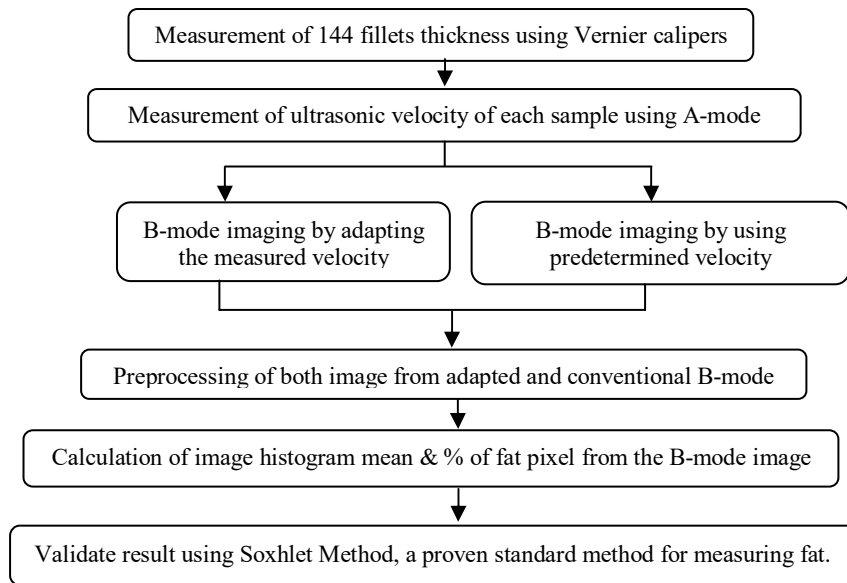 Measurement of 144 fillets thickness using Vernier calipers
Measurement of ultrasonic velocity of each sample using A-mode
B-mode imaging by adapting
the measured velocity
B-mode imaging by using
predetermined velocity
Preprocessing of both image from adapted and conventional B-mode
Calculation of image histogram mean & % of fat pixel from the B-mode image
Validate result using Soxhlet Method, a proven standard method for measuring fat.